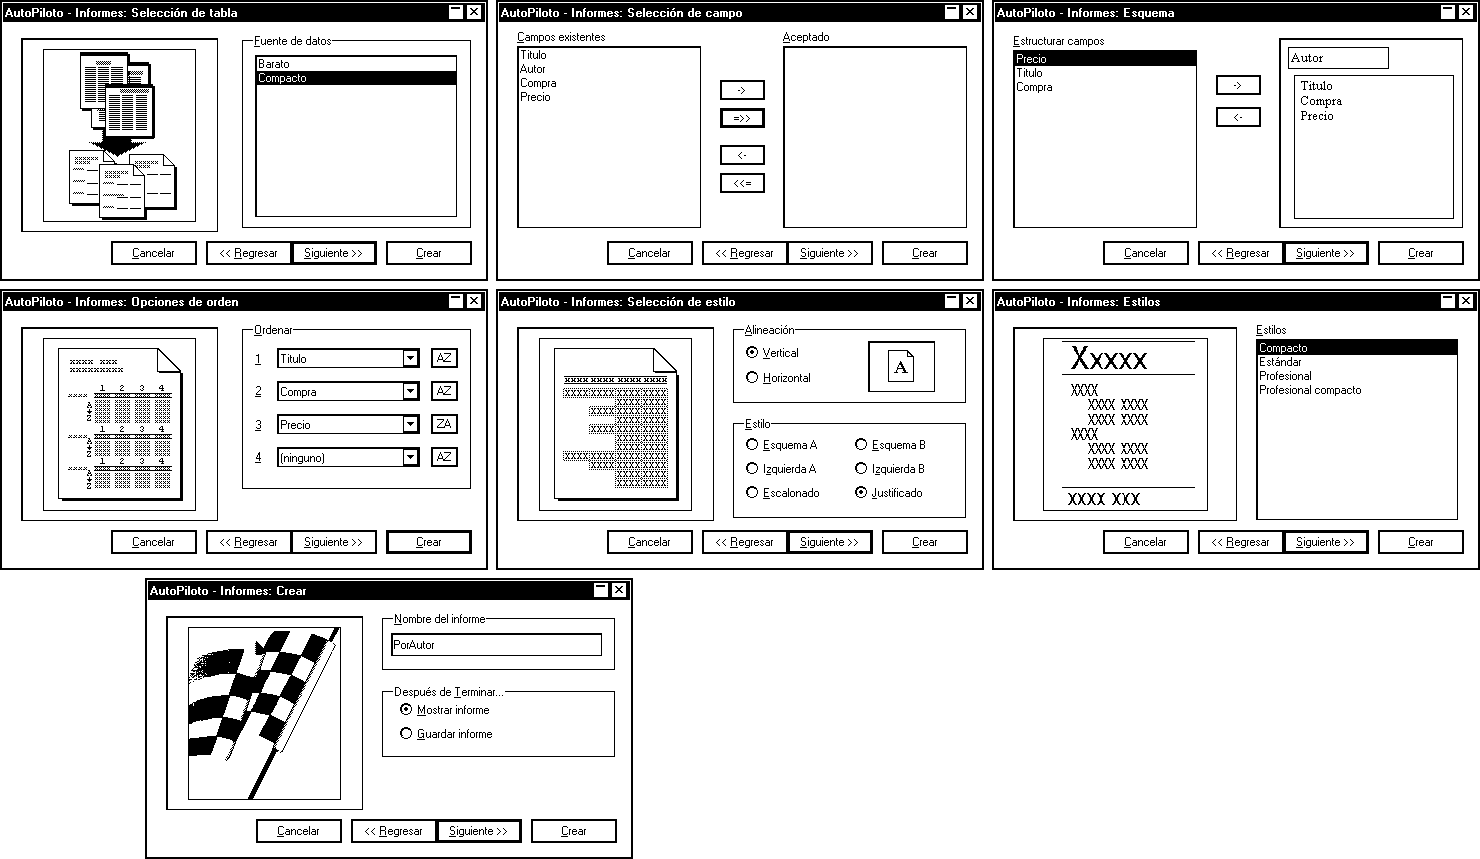 AutoPiloto - Informes: Selección de tabla
Fuente de datos
Barato
Compacto
Cancelar
<< Regresar
Siguiente >>
Crear
AutoPiloto - Informes: Selección de campo
Campos existentes
Titulo
Autor
Compra
Precio
->
=>>
<-
<<=
Aceptado
Cancelar
<< Regresar
Siguiente >>
Crear
AutoPiloto - Informes: Esquema
Estructurar campos
Precio
Titulo
Compra
->
<-
Autor
Titulo
Compra
Precio
Cancelar
<< Regresar
Siguiente >>
Crear
AutoPiloto - Informes: Opciones de orden
xxxx xxx
xxxxxxxxx
1 2 3 4
xxxx
1 2 3 4
1 2 3 4
xxxx
Ordenar
1 Titulo AZ
2 Compra AZ
3 Precio ZA
4 (ninguno) AZ
Cancelar
<< Regresar
Siguiente >>
Crear
AutoPiloto - Informes: Selección de estilo
Alineación
Vertical
Horizontal
A
Estilo
Esquema A
Esquema B
Izquierda A
Izquierda B
Escalonado
Justificado
Cancelar
<< Regresar
Siguiente >>
Crear
AutoPiloto - Informes: Estilos
Xxxxx
XXXX
XXXX XXXX
XXXX XXXX
XXXX
XXXX XXXX
XXXX XXXX
XXXX XXX
Estilos
Compacto
Estándar
Profesional
Profesional compacto
Cancelar
<< Regresar
Siguiente >>
Crear
AutoPiloto - Informes: Crear
Nombre del informe
PorAutor
Después de Terminar...
Mostrar informe
Guardar informe
Cancelar
<< Regresar
Siguiente >>
Crear